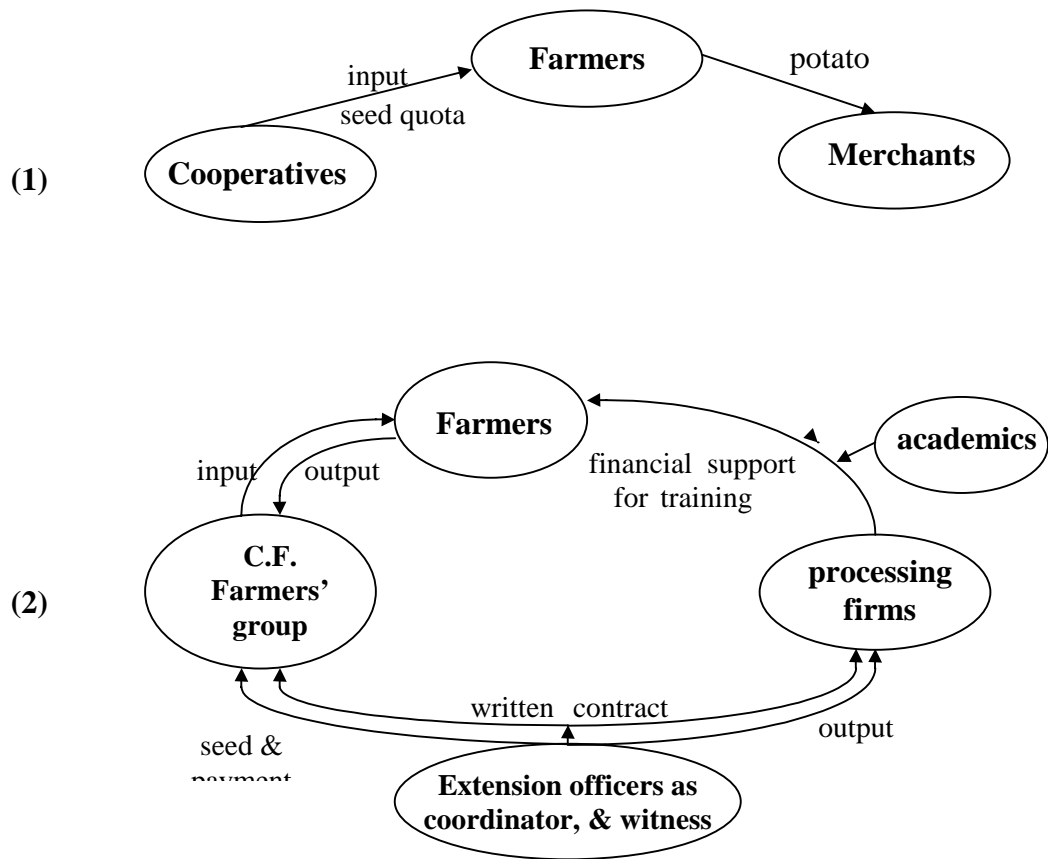 Farmers
input
seed quota
potato
(1)
Cooperatives
Merchants
Farmers
academics
input
output
financial support
for training
C.F.
Farmers’
group
processing
firms
(2)
written contract
output
seed &
payment
Extension officers as
coordinator, & witness